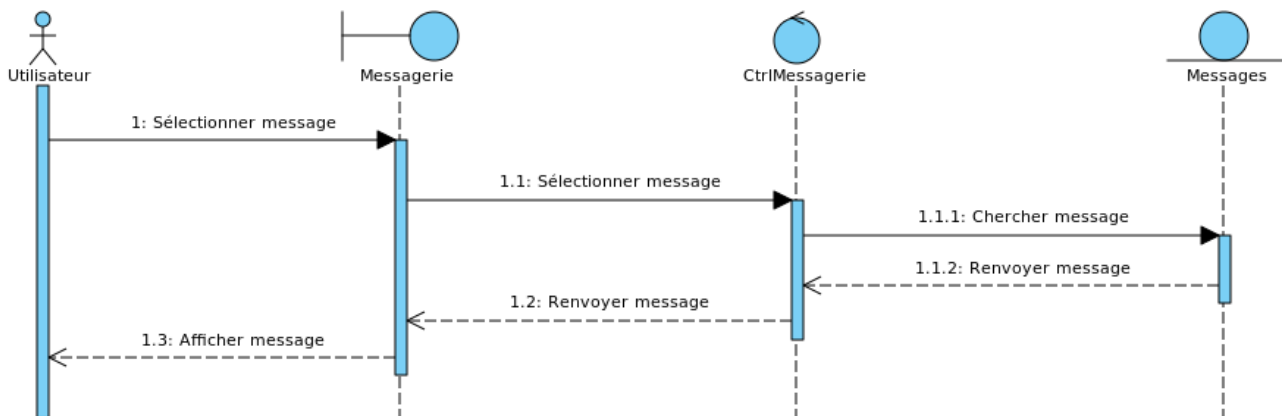 Utilisateur
Messagerie
CtrlMessagerie
Messages
1: Sélectionner message
1.1: Sélectionner message
1.1.1: Chercher message
1.1.2: Renvoyer message
1.2: Renvoyer message
1.3: Afficher message